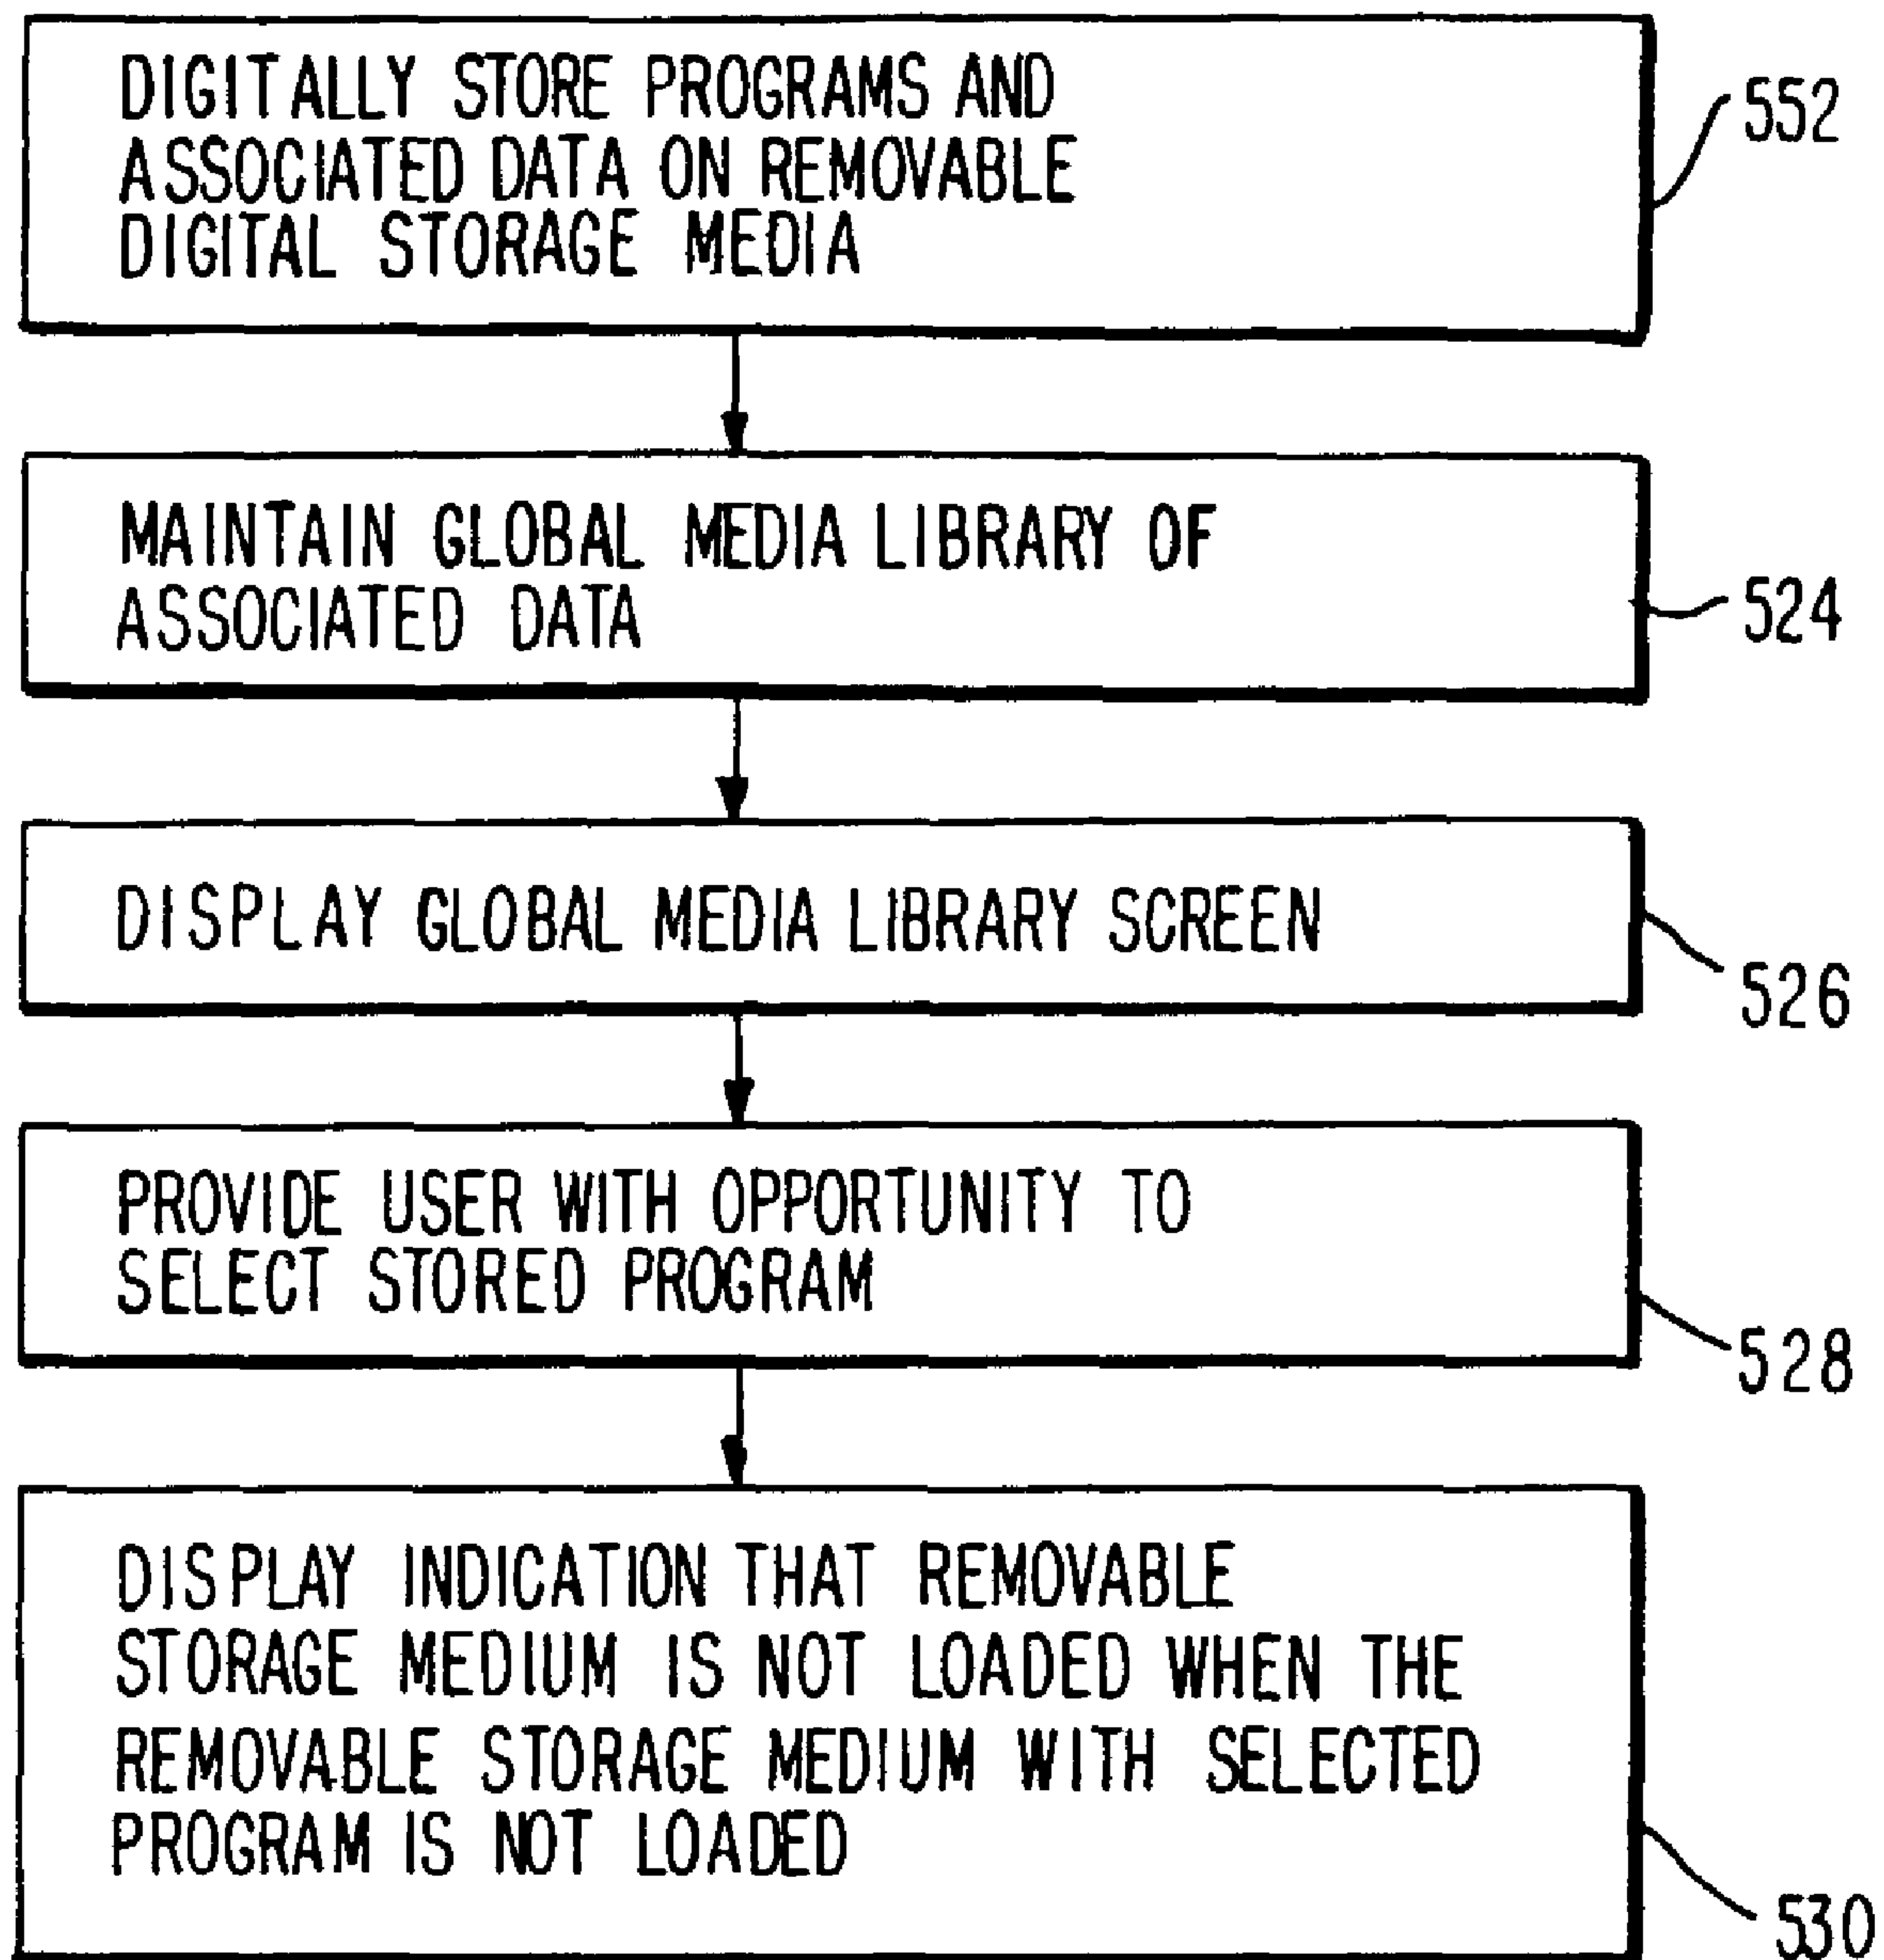 DIGITALLY STORE PROGRAMS AND
ASSOCIATED DATA ON REMOVABLE
DIGITAL STORAGE MEDIA
552
MAINTAIN GLOBAL MEDIA LIBRARY OF
ASSOCIATED DATA
524
DISPLAY GLOBAL MEDIA LIBRARY SCREEN
526
PROVIDE USER WITH OPPORTUNITY TO
SELECT STORED PROGRAM
528
DISPLAY INDICATION THAT REMOVABLE
STORAGE MEDIUM IS NOT LOADED WHEN THE
REMOVABLE STORAGE MEDIUM WITH SELECTED
PROGRAM IS NOT LOADED
530